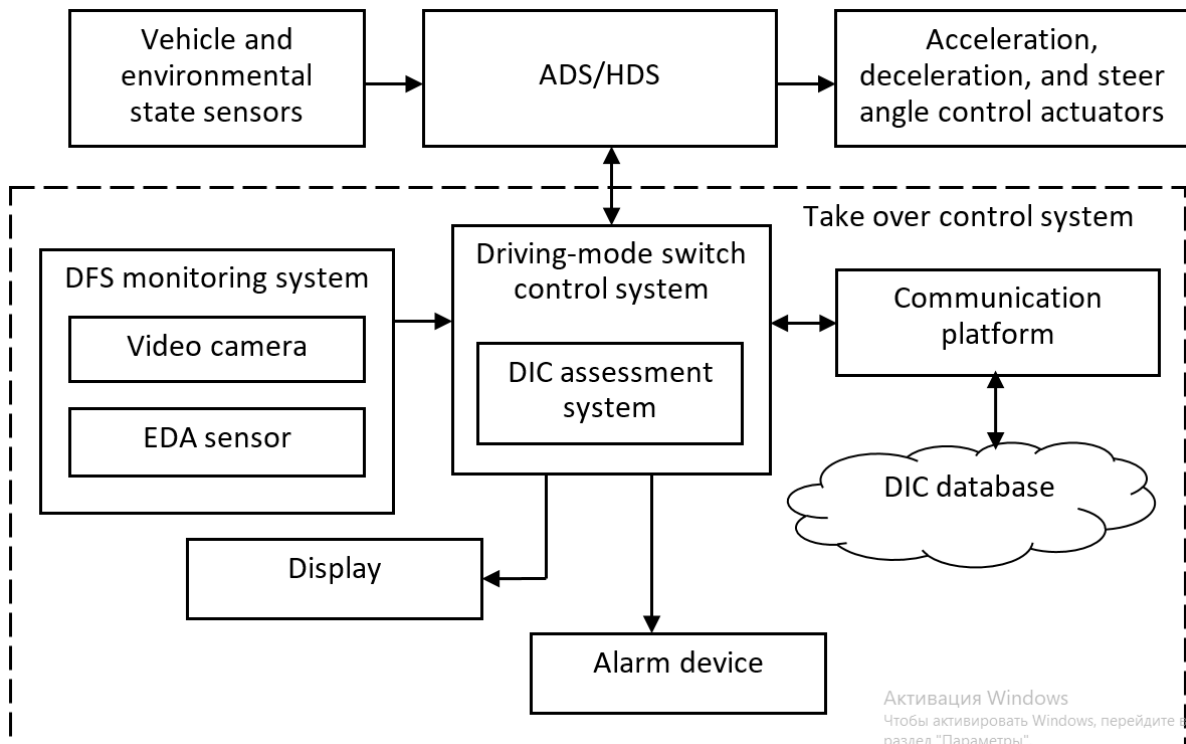 Vehicle and
environmental
state sensors
ADS/HDS
Acceleration,
deceleration, and steer
angle control actuators
Take over control system
DFS monitoring system
Video camera
EDA sensor
Driving-mode switch
control system
DIC assessment
system
Communication
platform
DIC database
Display
Alarm device
Активация Windows
Чтобы активировать Windows, перейдите в
раздел "Параметры".